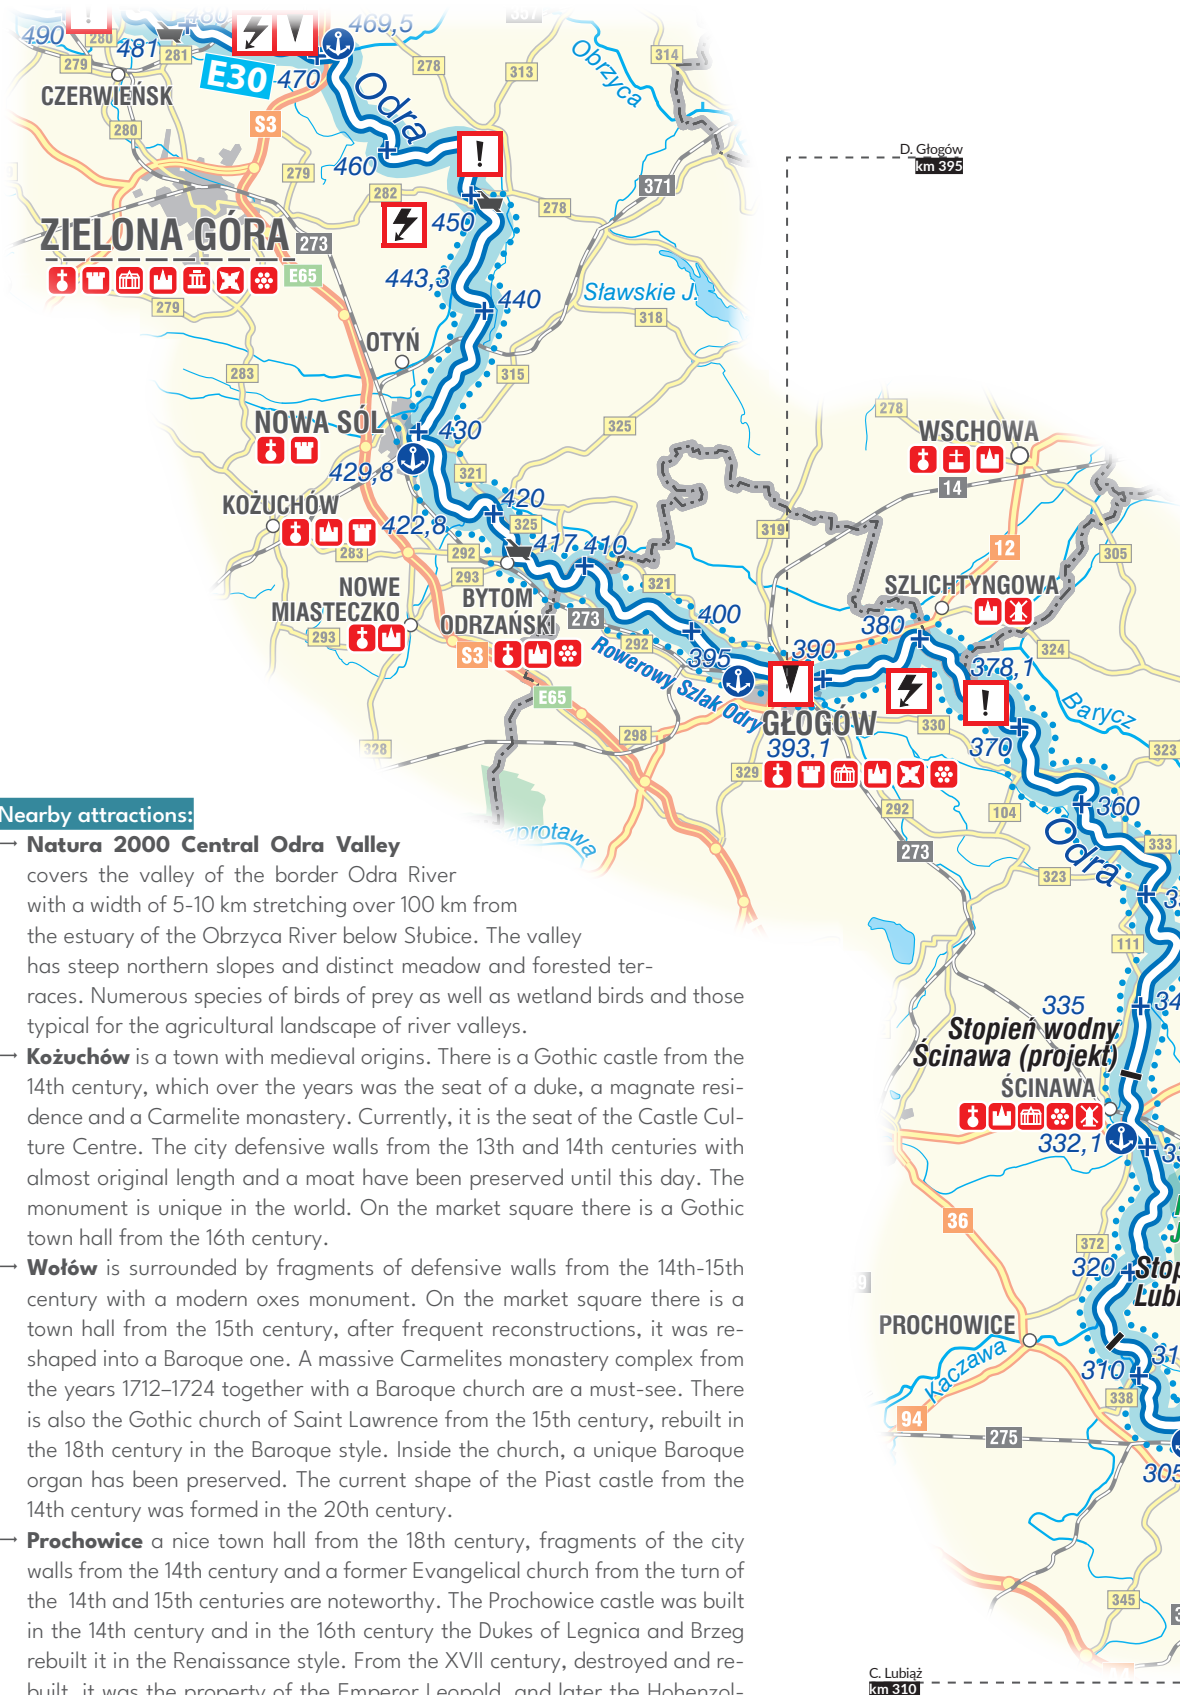 490
280
480
481
281
279
CZERWIEŃSK
E30
470
469,5
Odra
278
313
337
Obrzyca
314
280
S3
279
460
282
450
278
371
D. Głogów
km 395
ZIELONA GÓRA
273
E65
279
443,3
440
Sławskie J.
318
OTYŃ
283
315
325
278
NOWA SÓL
430
429,8
321
WSCHOWA
14
KOŻUCHÓW
422,8
420
325
283
292
417
410
319
12
305
NOWE
MIASTECZKO
293
293
BYTOM
ODRZAŃSKI
273
321
400
SZLICHTYNGOWA
380
S3
292
395
390
324
378,1
Rowerowy Szlak Odry
E65
GŁOGÓW
393,1
330
370
Barycz
323
328
298
329
292
104
360
Odra
333
273
323
111
335
Stopień wodny
Ścinawa (projekt)
ŚCINAWA
332,1
36
372
320
PROCHOWICE
310
Kaczawa
338
94
275
305
345
C. Lubiąż
km 310
Nearby attractions:
→ Natura 2000 Central Odra Valley
covers the valley of the border Odra River
with a width of 5-10 km stretching over 100 km from
the estuary of the Obrzyca River below Słubice. The valley
has steep northern slopes and distinct meadow and forested ter-
races. Numerous species of birds of prey as well as wetland birds and those
typical for the agricultural landscape of river valleys.
→ Kożuchów is a town with medieval origins. There is a Gothic castle from the
14th century, which over the years was the seat of a duke, a magnate resi-
dence and a Carmelite monastery. Currently, it is the seat of the Castle Cul-
ture Centre. The city defensive walls from the 13th and 14th centuries with
almost original length and a moat have been preserved until this day. The
monument is unique in the world. On the market square there is a Gothic
town hall from the 16th century.
→ Wołów is surrounded by fragments of defensive walls from the 14th-15th
century with a modern oxes monument. On the market square there is a
town hall from the 15th century, after frequent reconstructions, it was re-
shaped into a Baroque one. A massive Carmelites monastery complex from
the years 1712–1724 together with a Baroque church are a must-see. There
is also the Gothic church of Saint Lawrence from the 15th century, rebuilt in
the 18th century in the Baroque style. Inside the church, a unique Baroque
organ has been preserved. The current shape of the Piast castle from the
14th century was formed in the 20th century.
→ Prochowice a nice town hall from the 18th century, fragments of the city
walls from the 14th century and a former Evangelical church from the turn of
the 14th and 15th centuries are noteworthy. The Prochowice castle was built
in the 14th century and in the 16th century the Dukes of Legnica and Brzeg
rebuilt it in the Renaissance style. From the XVII century, destroyed and re-
built, it was the property of the Emperor Leopold, and later the Hohenzol-